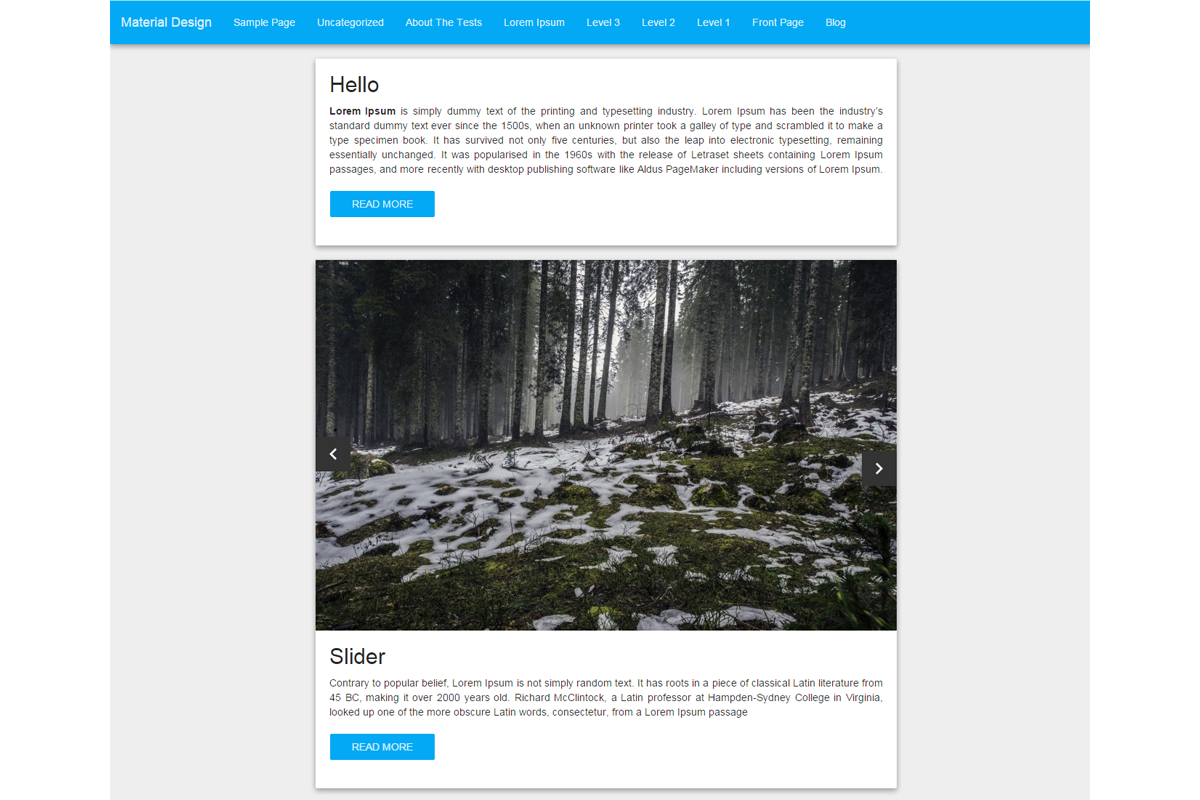 Material Design Sample Page Uncategorized About The Tests Lorem Ipsum Level 3 Level 2 Level 1 Front Page Blog
Hello
Lorem Ipsum is simply dummy text of the printing and typesetting industry. Lorem Ipsum has been the industry's
standard dummy text ever since the 1500s, when an unknown printer took a galley of type and scrambled it to make a
type specimen book. It has survived not only five centuries, but also the leap into electronic typesetting, remaining
essentially unchanged. It was popularised in the 1960s with the release of Letraset sheets containing Lorem Ipsum
passages, and more recently with desktop publishing software like Aldus PageMaker including versions of Lorem Ipsum.
READ MORE
Slider
Contrary to popular belief, Lorem Ipsum is not simply random text. It has roots in a piece of classical Latin literature from
45 BC, making it over 2000 years old. Richard McClintock, a Latin professor at Hampden-Sydney College in Virginia,
looked up one of the more obscure Latin words, consectetur, from a Lorem Ipsum passage
READ MORE